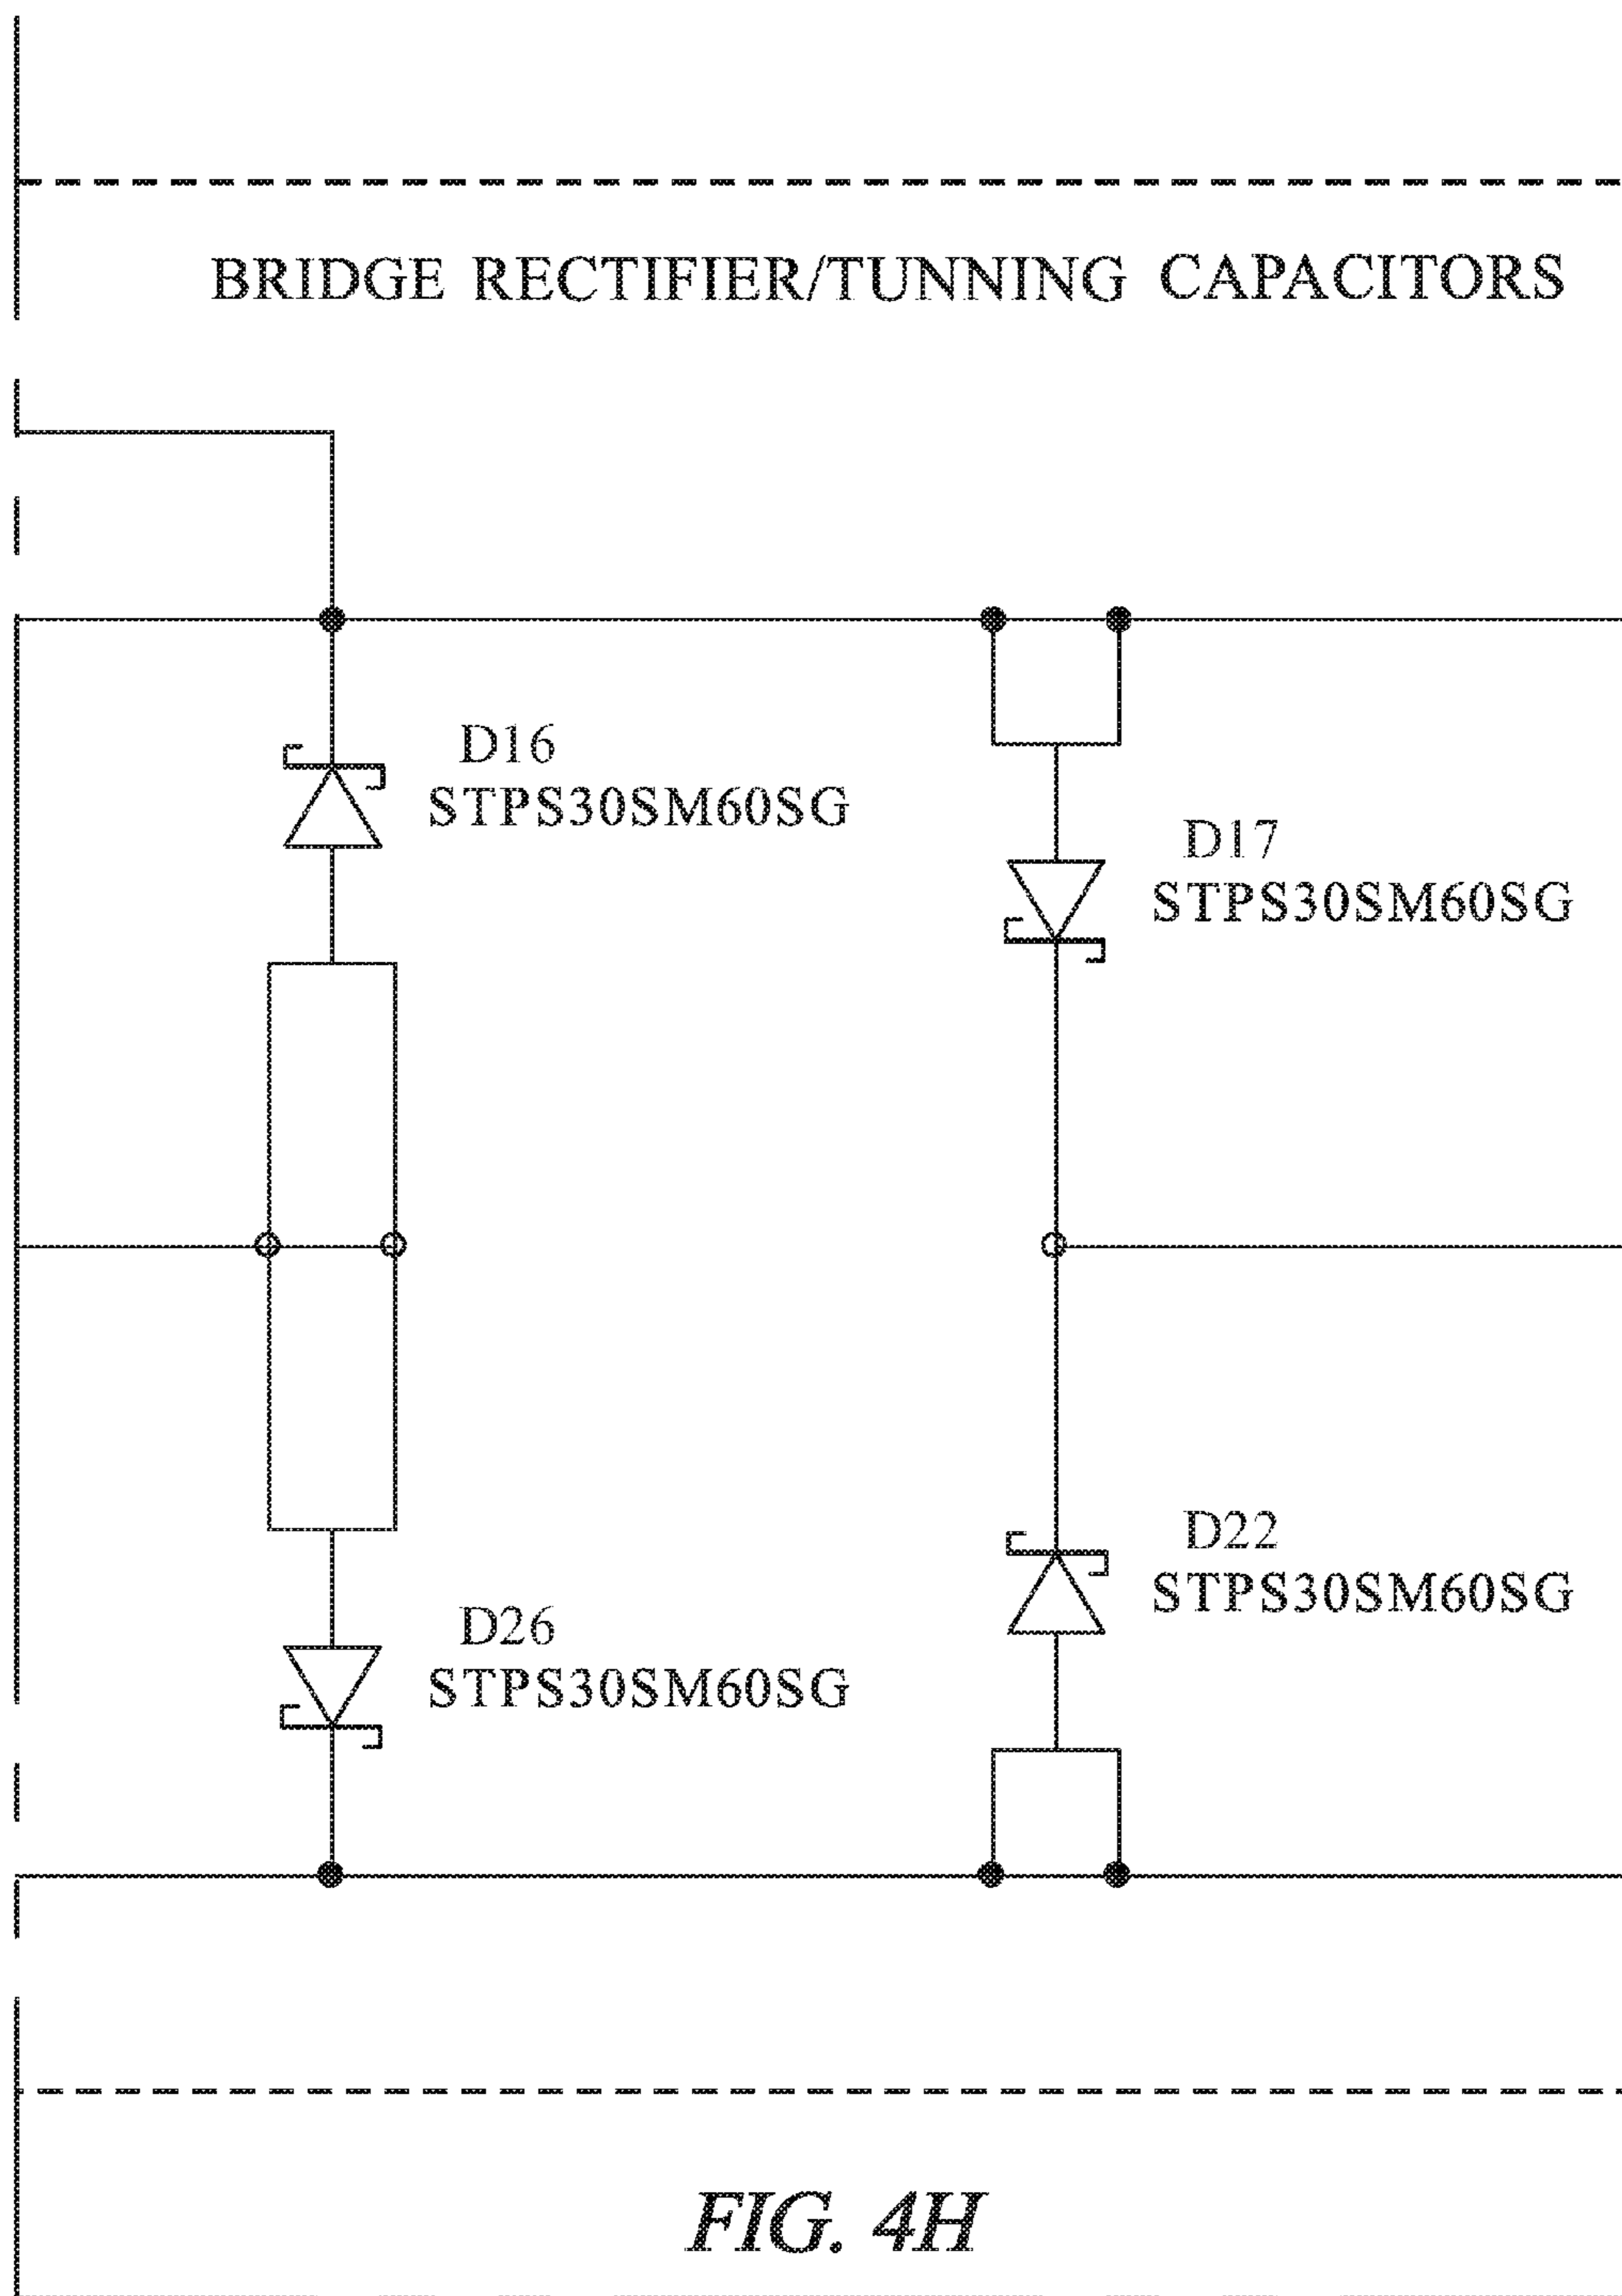 BRIDGE RECTIFIER/TUNNING CAPACITORS
D16
STPS30SM60SG
D17
STPS30SM60SG
D22
STPS30SM60SG
D26
STPS30SM60SG
FIG. 4H